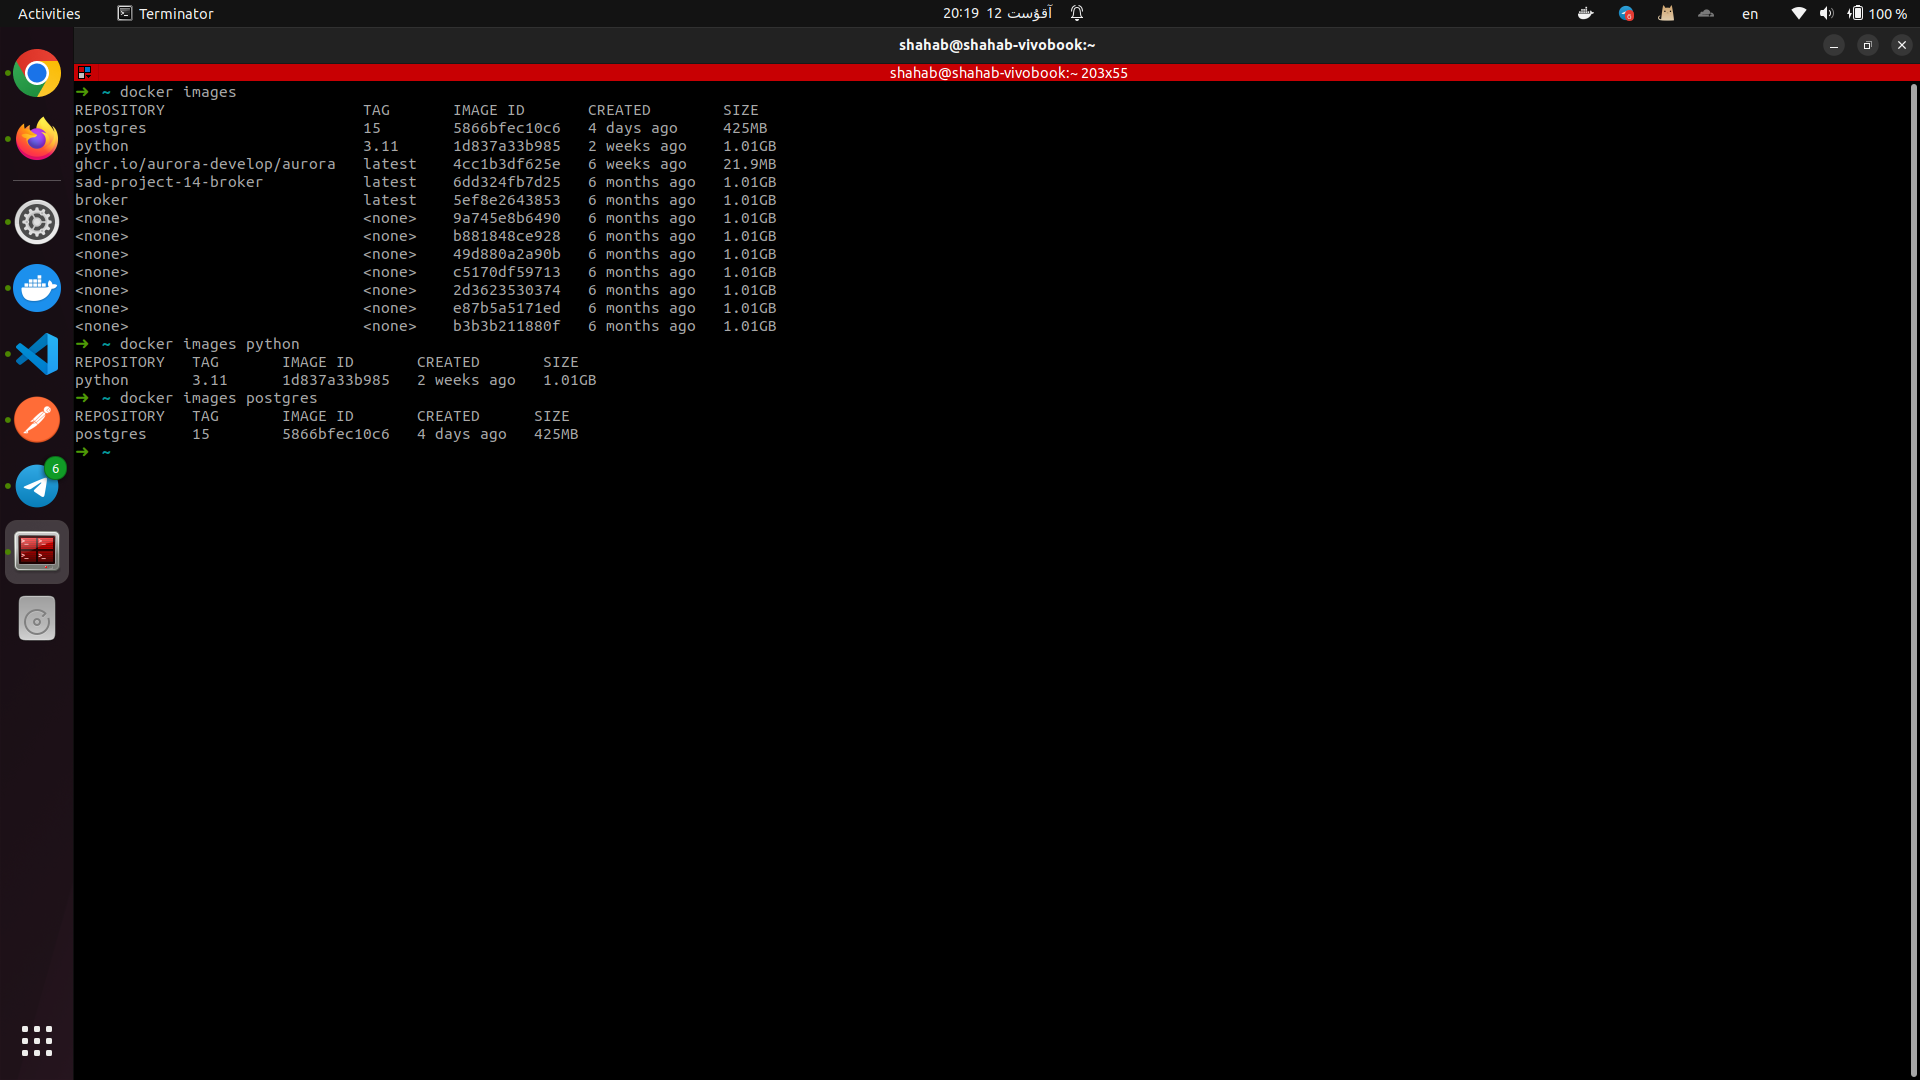 Activities Terminator 20:19 12 آقۇست en 100 %
shahab@shahab-vivobook:~
shahab@shahab-vivobook:~ 203x55
➜ ~ docker images
REPOSITORY TAG IMAGE ID CREATED SIZE
postgres 15 5866bfec10c6 4 days ago 425MB
python 3.11 1d837a33b985 2 weeks ago 1.01GB
ghcr.io/aurora-develop/aurora latest 4cc1b3df625e 6 weeks ago 21.9MB
sad-project-14-broker latest 6dd324fb7d25 6 months ago 1.01GB
broker latest 5ef8e2643853 6 months ago 1.01GB
<none> <none> 9a745e8b6490 6 months ago 1.01GB
<none> <none> b881848ce928 6 months ago 1.01GB
<none> <none> 49d880a2a90b 6 months ago 1.01GB
<none> <none> c5170df59713 6 months ago 1.01GB
<none> <none> 2d3623530374 6 months ago 1.01GB
<none> <none> e87b5a5171ed 6 months ago 1.01GB
<none> <none> b3b3b211880f 6 months ago 1.01GB
➜ ~ docker images python
REPOSITORY TAG IMAGE ID CREATED SIZE
python 3.11 1d837a33b985 2 weeks ago 1.01GB
➜ ~ docker images postgres
REPOSITORY TAG IMAGE ID CREATED SIZE
postgres 15 5866bfec10c6 4 days ago 425MB
➜ ~
6